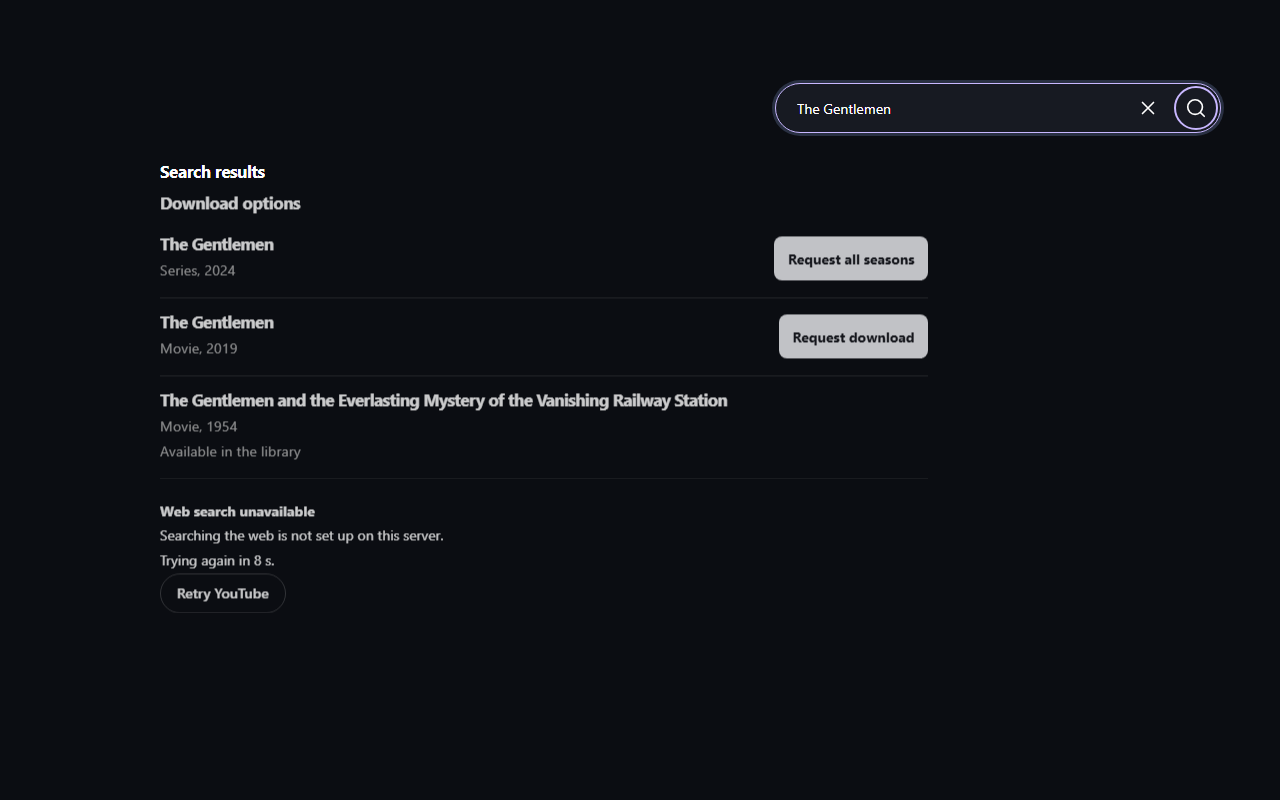 The Gentlemen
Search results
Download options
The Gentlemen
Series, 2024
Request all seasons
The Gentlemen
Movie, 2019
Request download
The Gentlemen and the Everlasting Mystery of the Vanishing Railway Station
Movie, 1954
Available in the library
Web search unavailable
Searching the web is not set up on this server.
Trying again in 8 s.
Retry YouTube